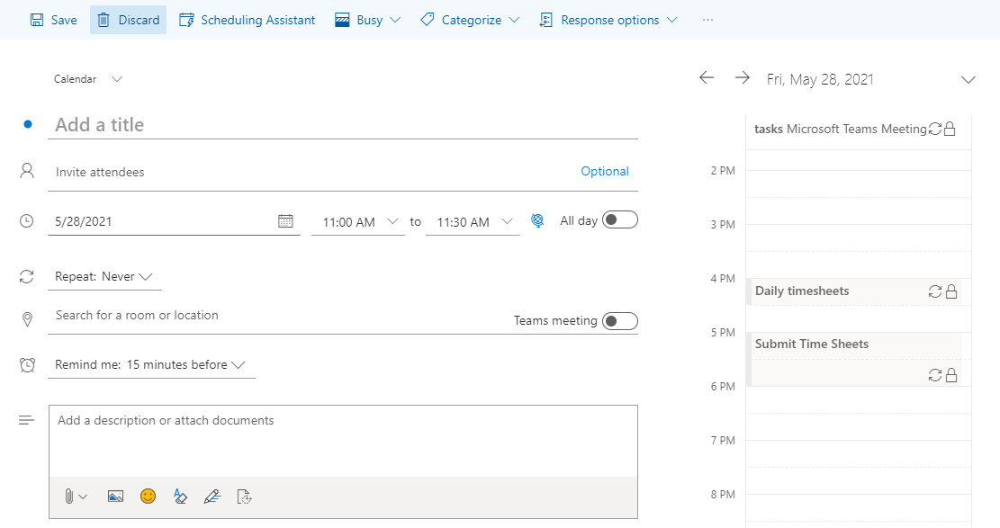 Save Discard Scheduling Assistant Busy Categorize Response options ...
Calendar
Add a title
Invite attendees Optional
5/28/2021 11:00 AM to 11:30 AM All day
Repeat: Never
Search for a room or location
Teams meeting
Remind me: 15 minutes before
Add a description or attach documents
Fri, May 28, 2021
tasks Microsoft Teams Meeting
2 PM
3 PM
4 PM
Daily timesheets
5 PM
Submit Time Sheets
6 PM
7 PM
8 PM